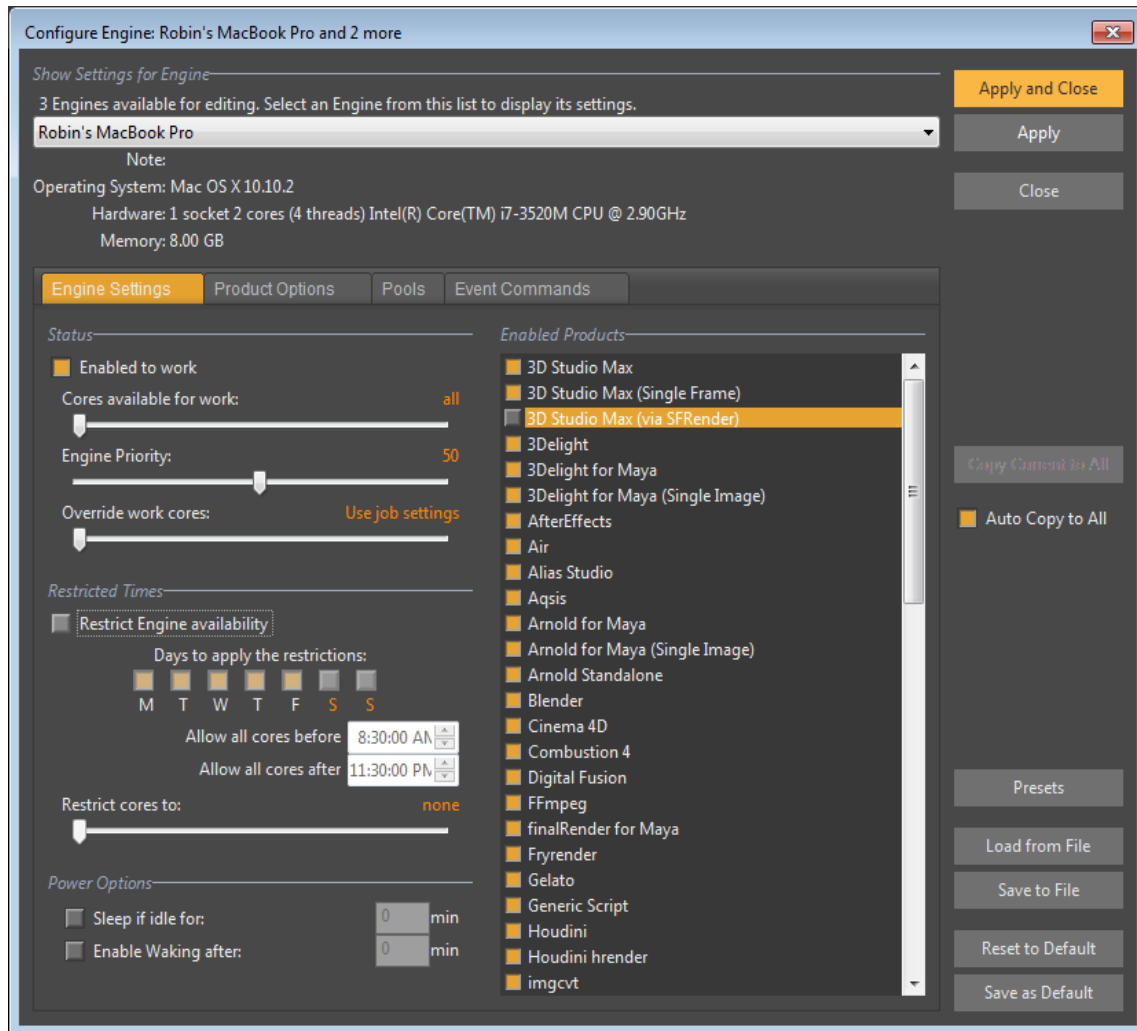 Configure Engine: Robin's MacBook Pro and 2 more
Show Settings for Engine
3 Engines available for editing. Select an Engine from this list to display its settings.
Robin's MacBook Pro
Note:
Operating System: Mac OS X 10.10.2
Hardware: 1 socket 2 cores (4 threads) Intel(R) Core(TM) i7-3520M CPU @ 2.90GHz
Memory: 8.00 GB
Apply and Close
Apply
Close
Engine Settings Product Options Pools Event Commands
Status
Enabled to work
Cores available for work: all
Engine Priority: 50
Override work cores: Use job settings
Restricted Times
Restrict Engine availability
Days to apply the restrictions:
M T W T F S S
Allow all cores before 8:30:00 AM
Allow all cores after 11:30:00 PM
Restrict cores to: none
Power Options
Sleep if idle for: 0 min
Enable Waking after: 0 min
Enabled Products
3D Studio Max
3D Studio Max (Single Frame)
3D Studio Max (via SFRender)
3Delight
3Delight for Maya
3Delight for Maya (Single Image)
AfterEffects
Air
Alias Studio
Aqsis
Arnold for Maya
Arnold for Maya (Single Image)
Arnold Standalone
Blender
Cinema 4D
Combustion 4
Digital Fusion
FFmpeg
finalRender for Maya
Fryrender
Gelato
Generic Script
Houdini
Houdini hrender
imgcvt
Copy Current to All
Auto Copy to All
Presets
Load from File
Save to File
Reset to Default
Save as Default